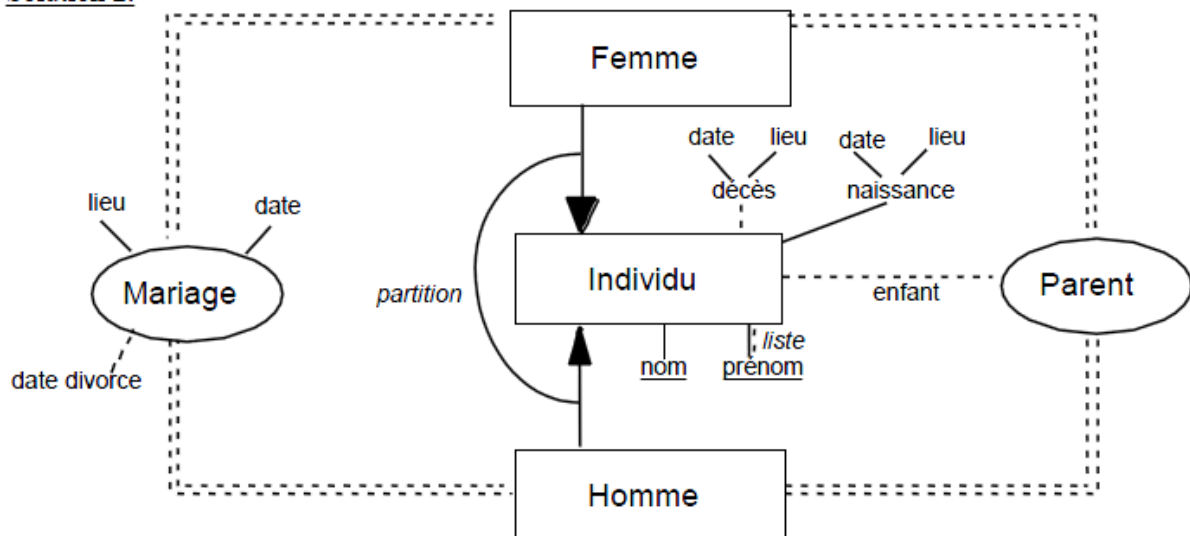 Femme
date lieu date lieu
décès naissance
lieu date
Mariage
partition
Individu
enfant
Parent
liste
date divorce
nom prénom
Homme